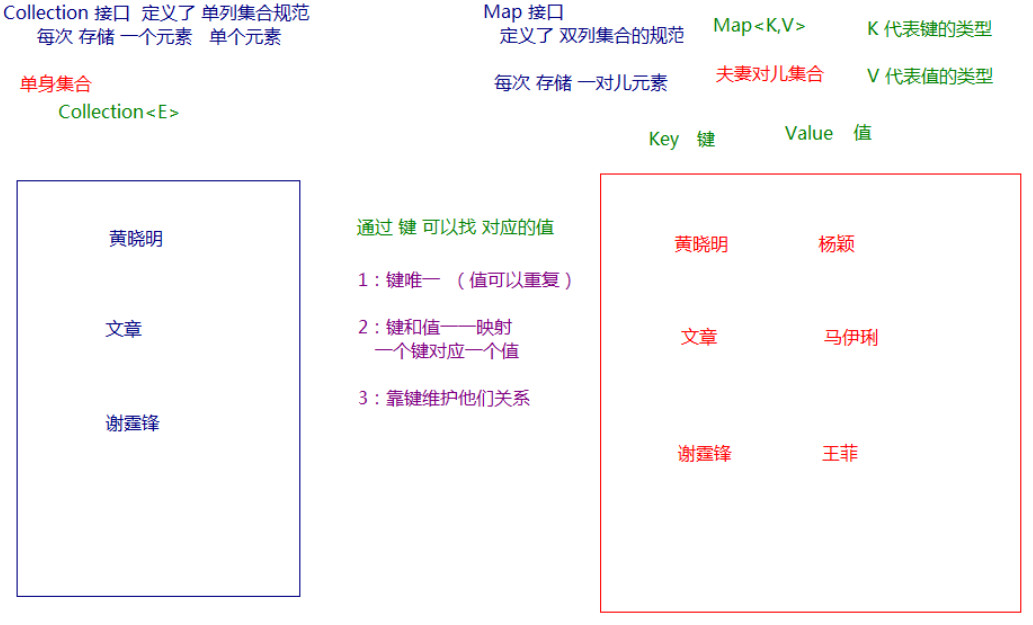 Collection 接口 定义了 单列集合规范
每次 存储 一个元素 单个元素
单身集合
Collection<E>
黄晓明
文章
谢霆锋
Map 接口
定义了 双列集合的规范
每次 存储 一对儿元素
Map<K,V>
夫妻对儿集合
K 代表键的类型
V 代表值的类型
Key 键
Value 值
通过 键 可以找 对应的值
1：键唯一 （值可以重复）
2：键和值一一映射
一个键对应一个值
3：靠键维护他们关系
黄晓明 杨颖
文章 马伊琍
谢霆锋 王菲